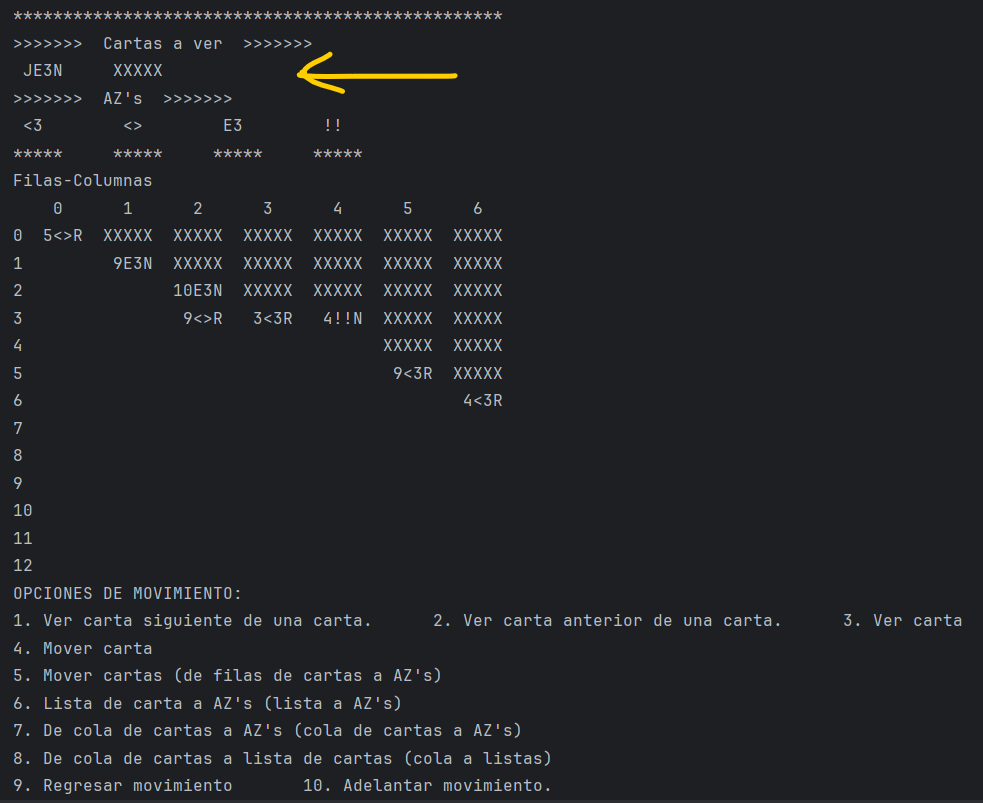 *************************************************
>>>>>>>  Cartas a ver  >>>>>>>
 JE3N     XXXXX
>>>>>>>  AZ's  >>>>>>>
 <3        <>        E3        !!
*****     *****     *****     *****
Filas-Columnas
    0      1      2      3      4      5      6
0  5<>R  XXXXX  XXXXX  XXXXX  XXXXX  XXXXX  XXXXX
1         9E3N  XXXXX  XXXXX  XXXXX  XXXXX  XXXXX
2               10E3N  XXXXX  XXXXX  XXXXX  XXXXX
3                9<>R   3<3R   4!!N  XXXXX  XXXXX
4                                    XXXXX  XXXXX
5                                     9<3R  XXXXX
6                                            4<3R
7
8
9
10
11
12
OPCIONES DE MOVIMIENTO:
1. Ver carta siguiente de una carta.      2. Ver carta anterior de una carta.      3. Ver carta
4. Mover carta
5. Mover cartas (de filas de cartas a AZ's)
6. Lista de carta a AZ's (lista a AZ's)
7. De cola de cartas a AZ's (cola de cartas a AZ's)
8. De cola de cartas a lista de cartas (cola a listas)
9. Regresar movimiento       10. Adelantar movimiento.